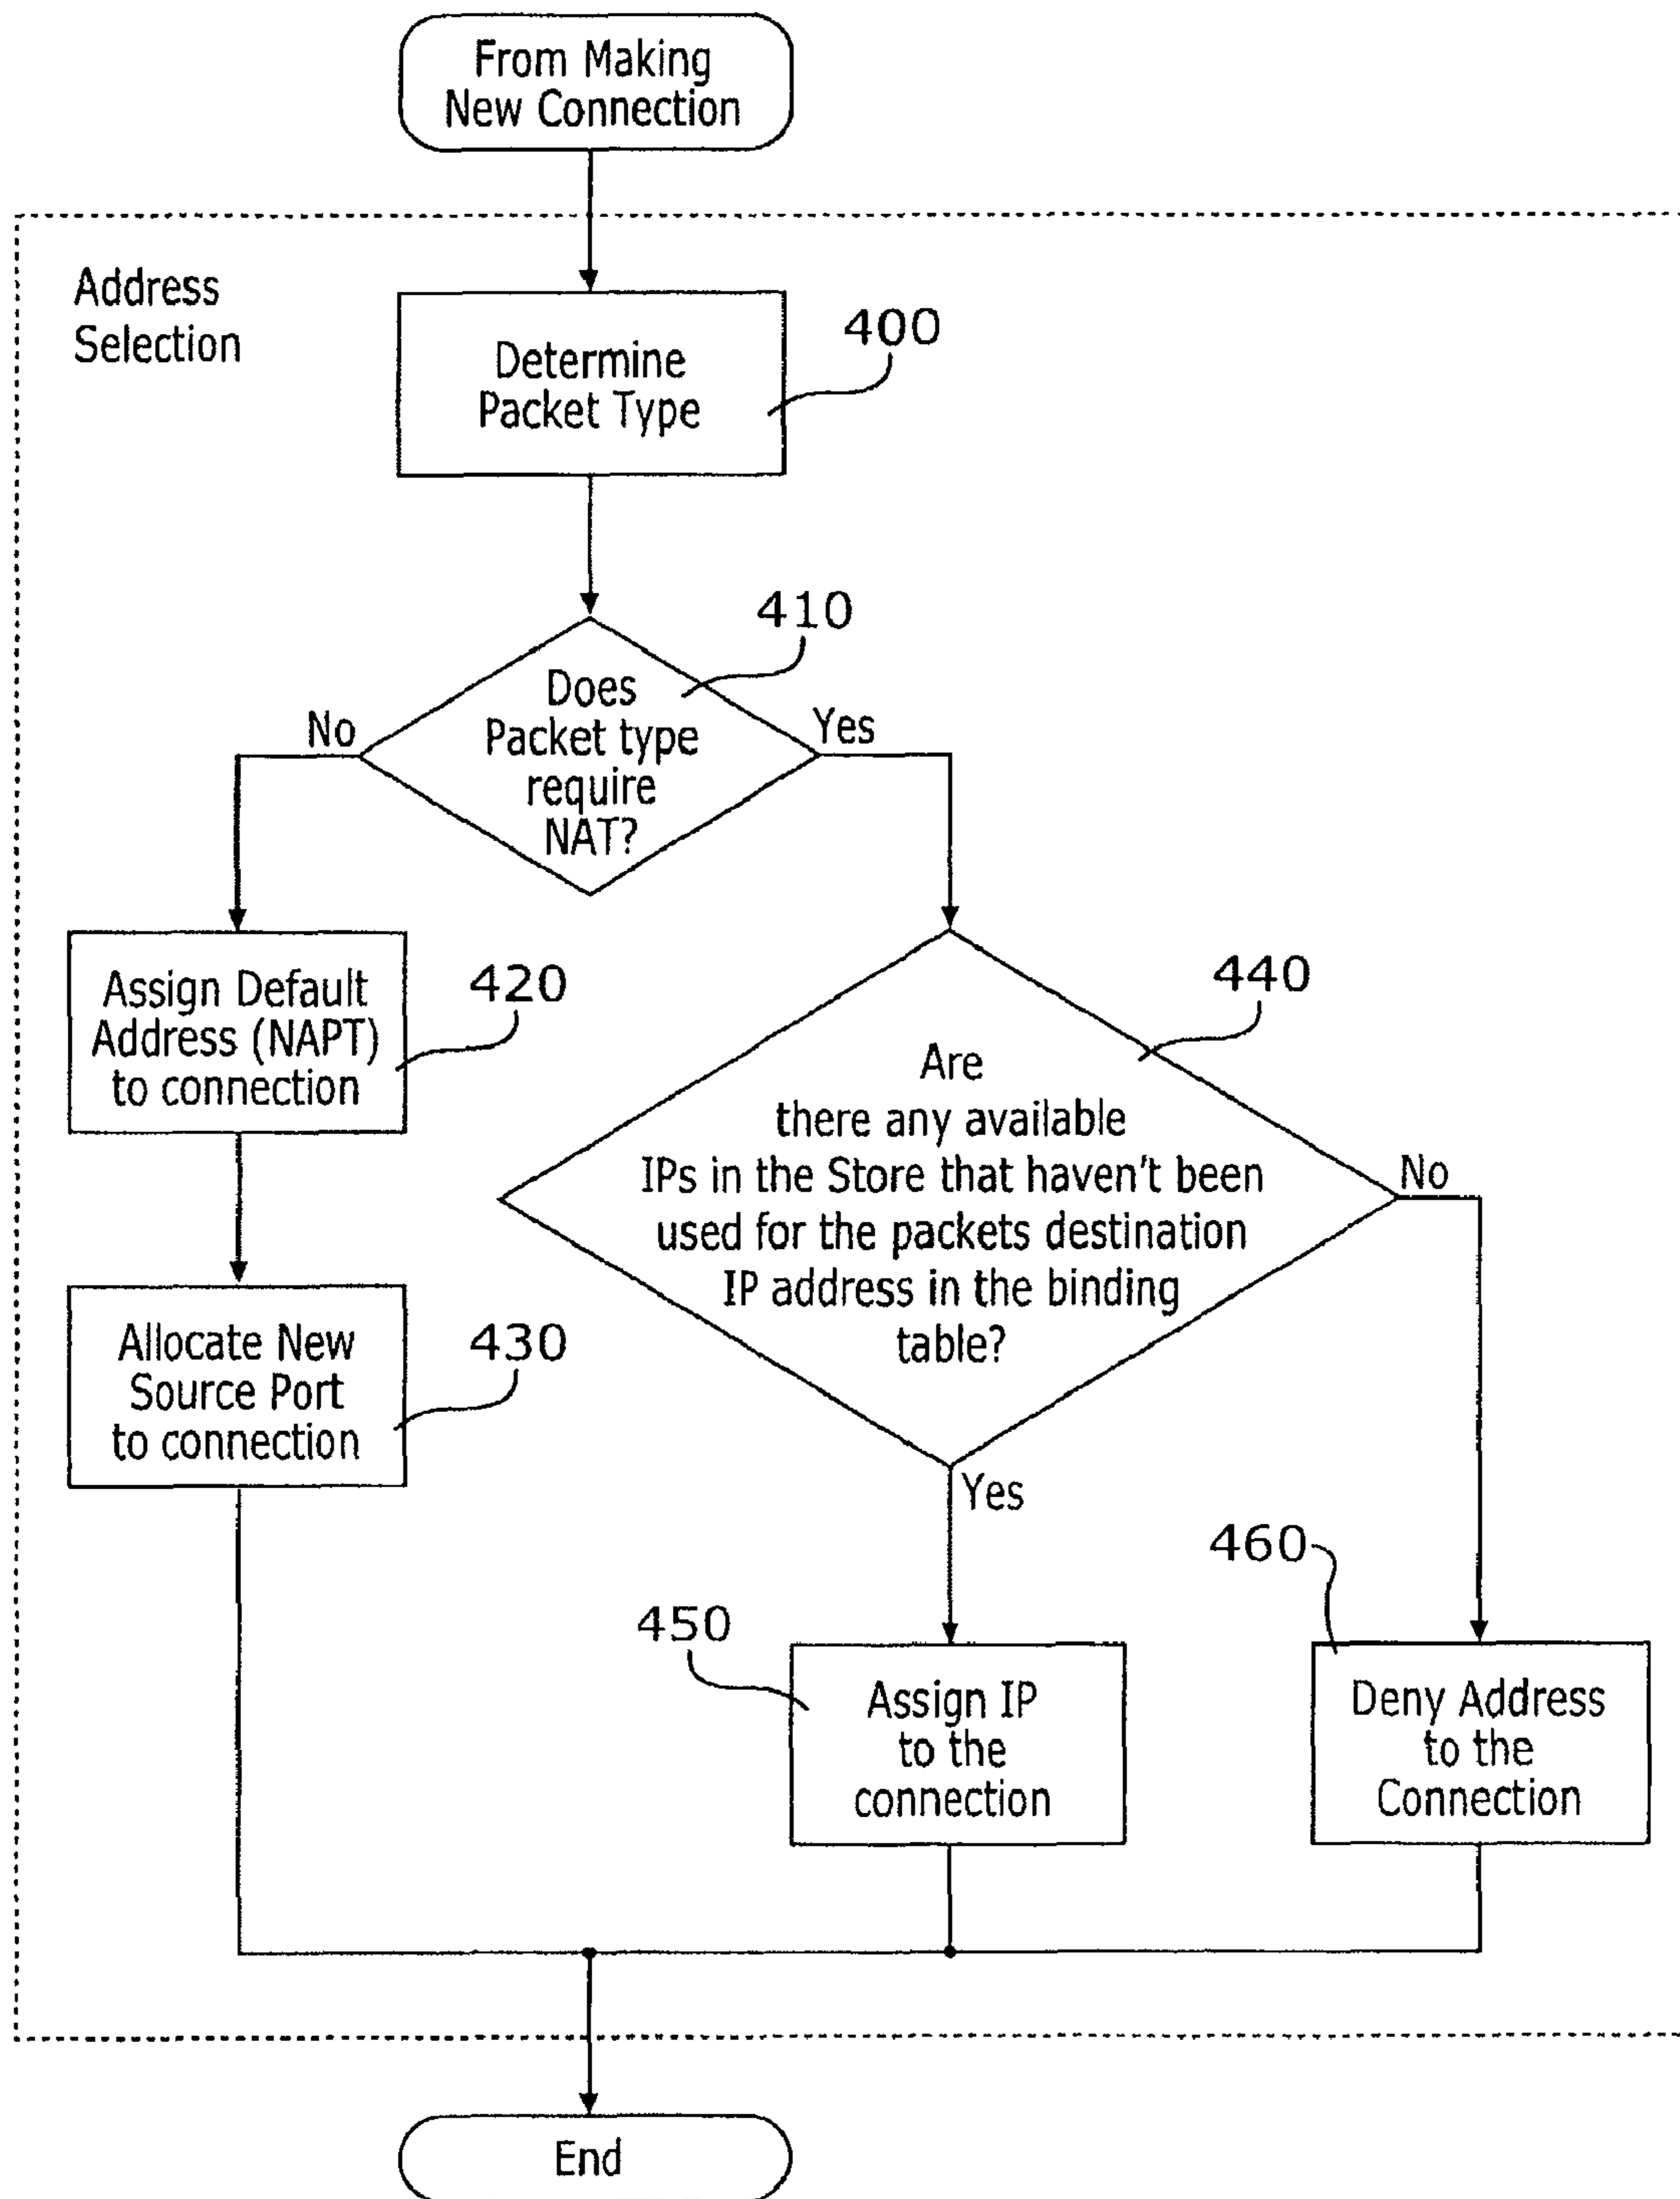 From Making
New Connection
Address
Selection
Determine
Packet Type
400
410
Does
Packet type
require
NAT?
No
Yes
Assign Default
Address (NAPT)
to connection
420
440
Are
there any available
IPs in the Store that haven't been
used for the packets destination
IP address in the binding
table?
No
Yes
Allocate New
Source Port
to connection
430
450
Assign IP
to the
connection
460
Deny Address
to the
Connection
End